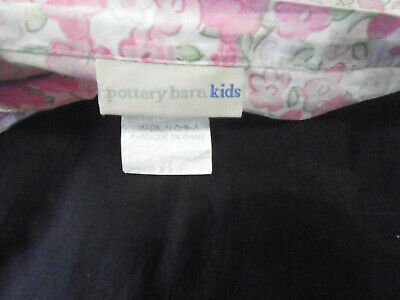 pottery barn kids
MADE IN CHINA
FABRIQUÉ EN CHINE